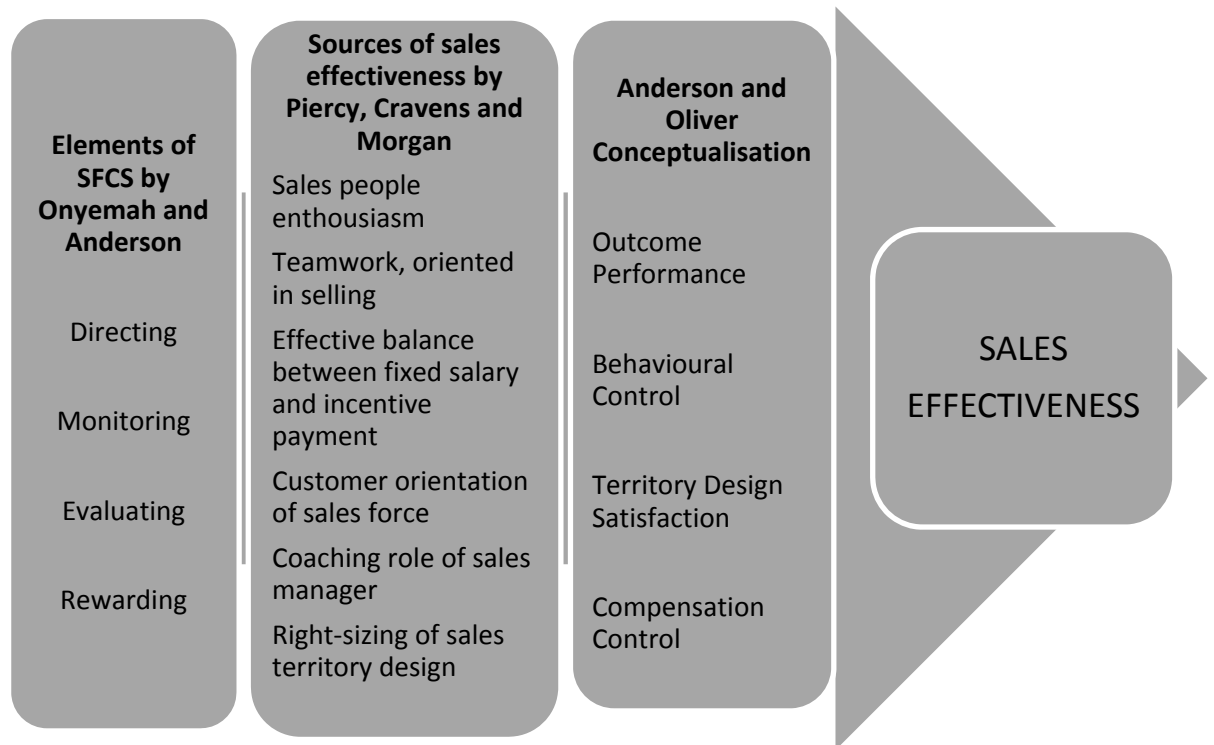 Elements of
SFCS by
Onyemah and
Anderson
Directing
Monitoring
Evaluating
Rewarding
Sources of sales
effectiveness by
Piercy, Cravens and
Morgan
Sales people
enthousiasm
Teamwork, oriented
in selling
Effective balance
between fixed salary
and incentive
payment
Customer orientation
of sales force
Coaching role of sales
manager
Right-sizing of sales
territory design
Anderson and
Oliver
Conceptualisation
Outcome
Performance
Behavioural
Control
Territory Design
Satisfaction
Compensation
Control
SALES
EFFECTIVENESS